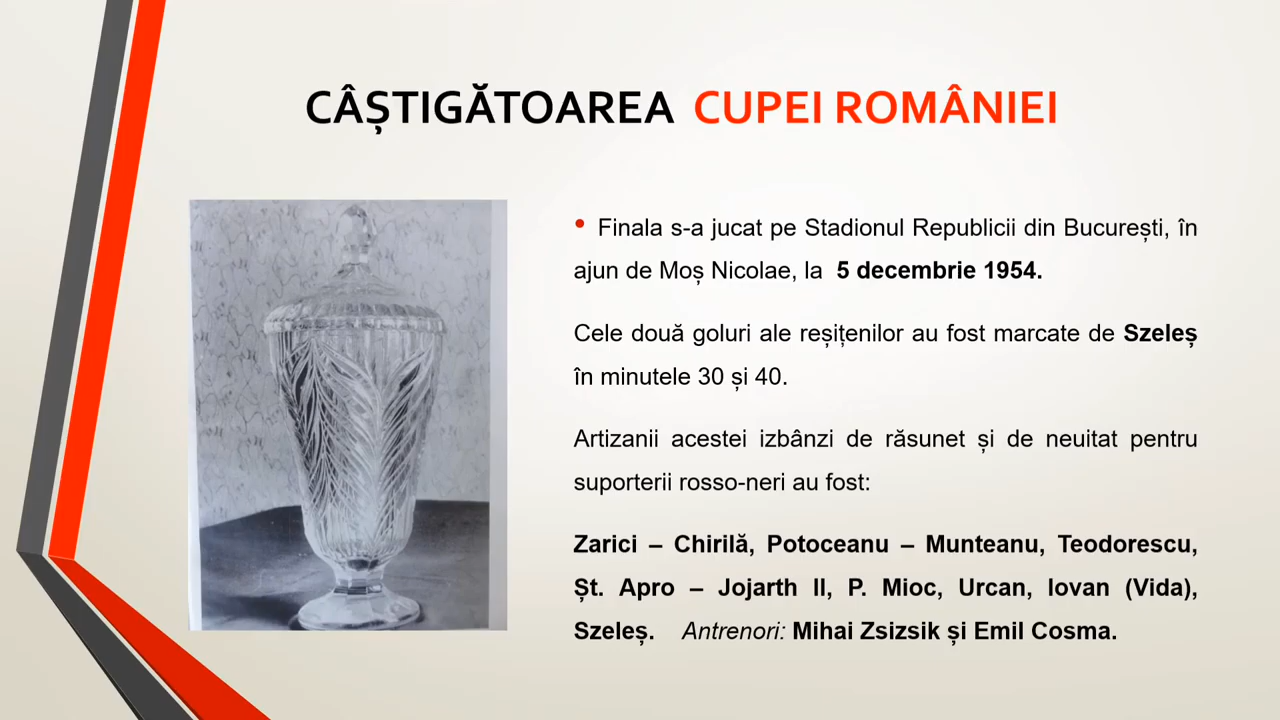 CÂȘTIGĂTOAREA CUPEI ROMÂNIEI
• Finala s-a jucat pe Stadionul Republicii din București, în
ajun de Moș Nicolae, la 5 decembrie 1954.
Cele două goluri ale reșițenilor au fost marcate de Szeleș
în minutele 30 și 40.
Artizanii acestei izbânzi de răsunet și de neuitat pentru
suporterii rosso-neri au fost:
Zarici – Chirilă, Potoceanu – Munteanu, Teodorescu,
Șt. Apro – Jojarth II, P. Mioc, Urcan, Iovan (Vida),
Szeleș. Antrenori: Mihai Zsizsik și Emil Cosma.